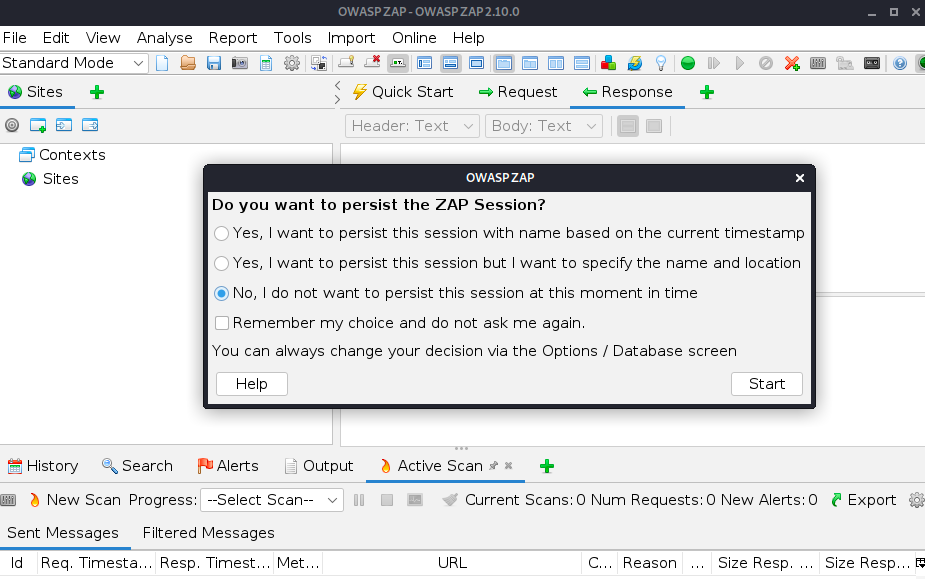 OWASP ZAP - OWASP ZAP 2.10.0
File Edit View Analyse Report Tools Import Online Help
Standard Mode
Sites
Quick Start Request Response
Header: Text Body: Text
Contexts
Sites
OWASP ZAP
Do you want to persist the ZAP Session?
Yes, I want to persist this session with name based on the current timestamp
Yes, I want to persist this session but I want to specify the name and location
No, I do not want to persist this session at this moment in time
Remember my choice and do not ask me again.
You can always change your decision via the Options / Database screen
Help Start
History Search Alerts Output Active Scan
New Scan Progress: --Select Scan-- Current Scans: 0 Num Requests: 0 New Alerts: 0 Export
Sent Messages Filtered Messages
Id Req. Timesta... Resp. Timest... Met... URL C... Reason ... Size Resp. ... Size Resp....